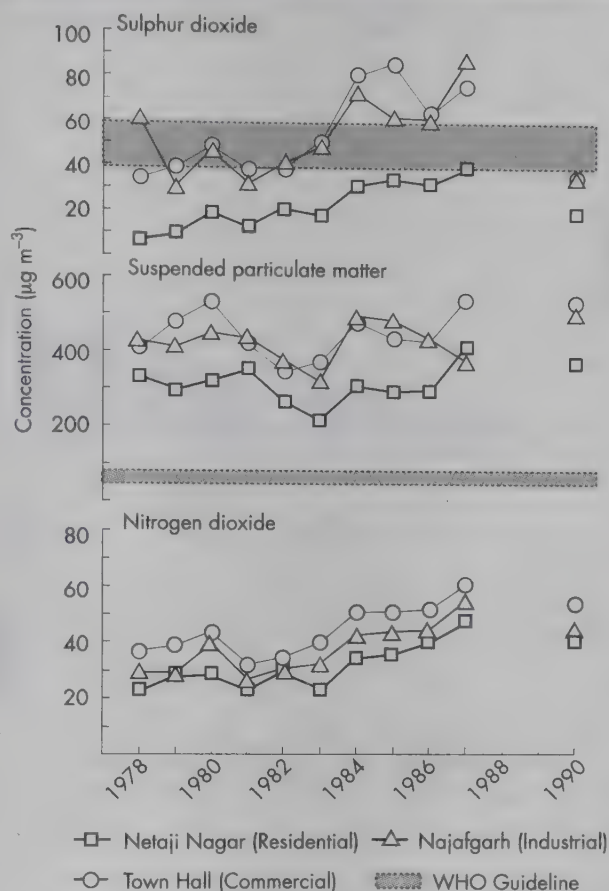 Sulphur dioxide
100
80
60
40
20
Suspended particulate matter
600
400
200
Concentration (µg m⁻³)
Nitrogen dioxide
80
60
40
20
1978
1980
1982
1984
1986
1988
1990
Netaji Nagar (Residential)
Najafgarh (Industrial)
Town Hall (Commercial)
WHO Guideline